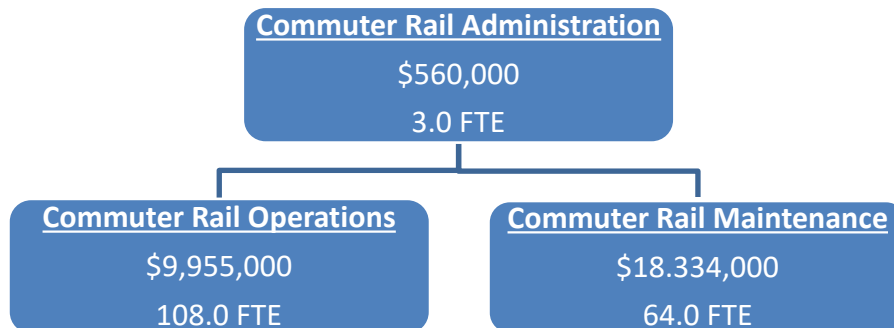 Commuter Rail Administration
$560,000
3.0 FTE
Commuter Rail Operations
$9,955,000
108.0 FTE
Commuter Rail Maintenance
$18.334,000
64.0 FTE